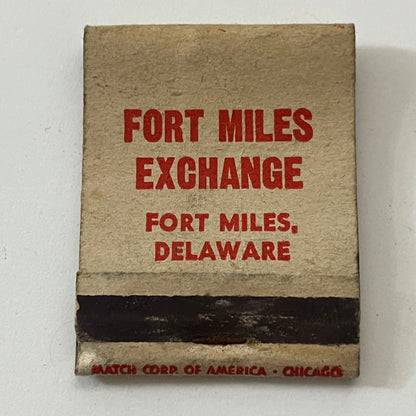 FORT MILES
EXCHANGE
FORT MILES,
DELAWARE
MATCH CORP. OF AMERICA - CHICAGO